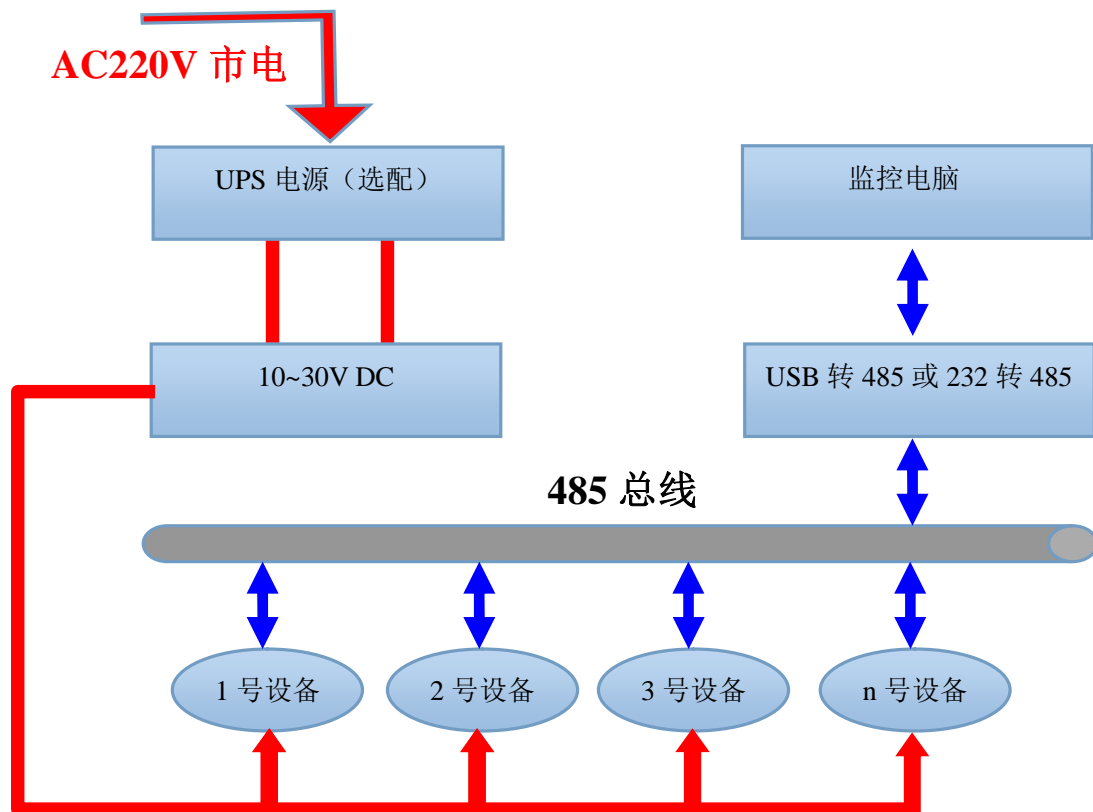 AC220V 市电
UPS 电源（选配）
监控电脑
10~30V DC
USB 转 485 或 232 转 485
485 总线
1 号设备
2 号设备
3 号设备
n 号设备